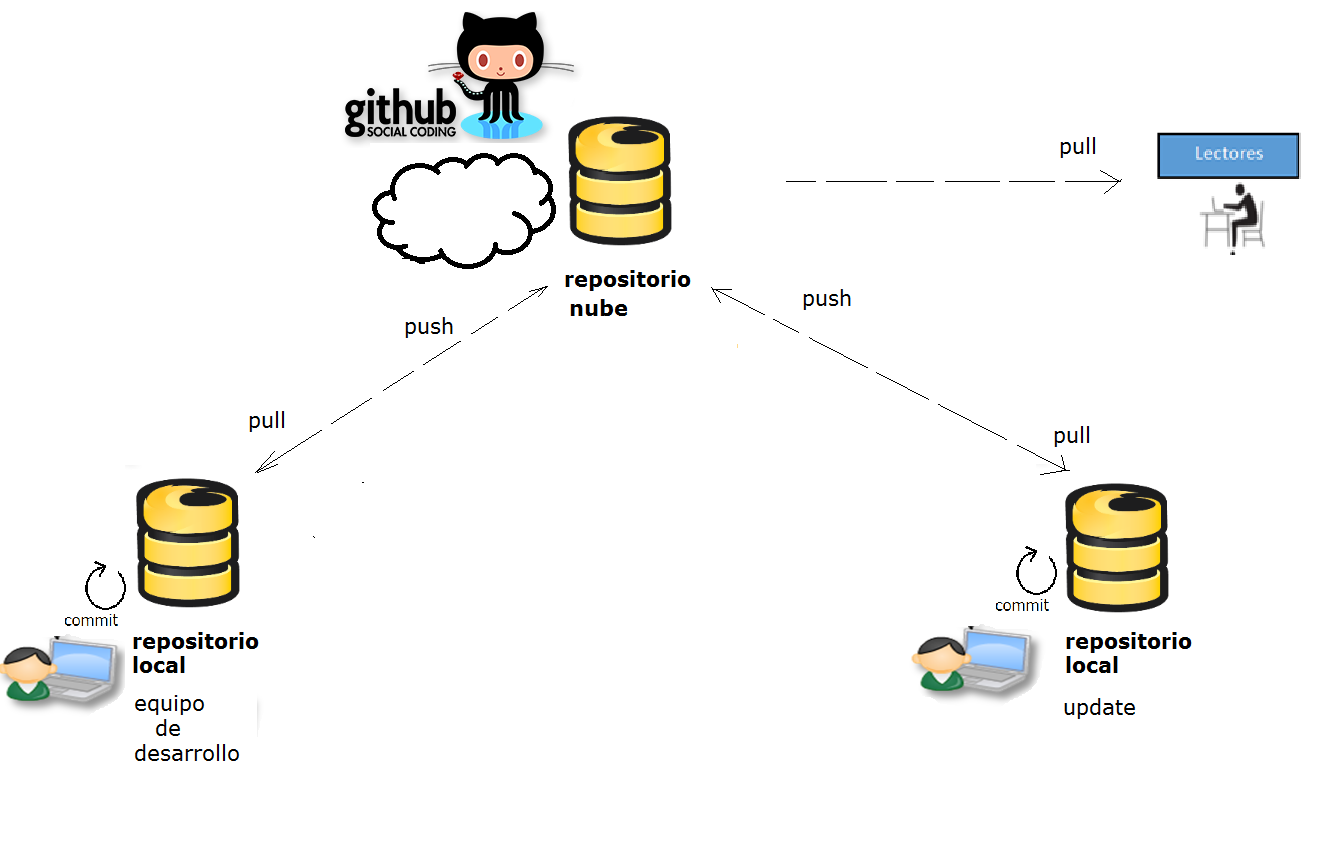 github
SOCIAL CODING
pull
Lectores
repositorio
nube
push
push
pull
pull
commit
repositorio
local
equipo
de
desarrollo
commit
repositorio
local
update